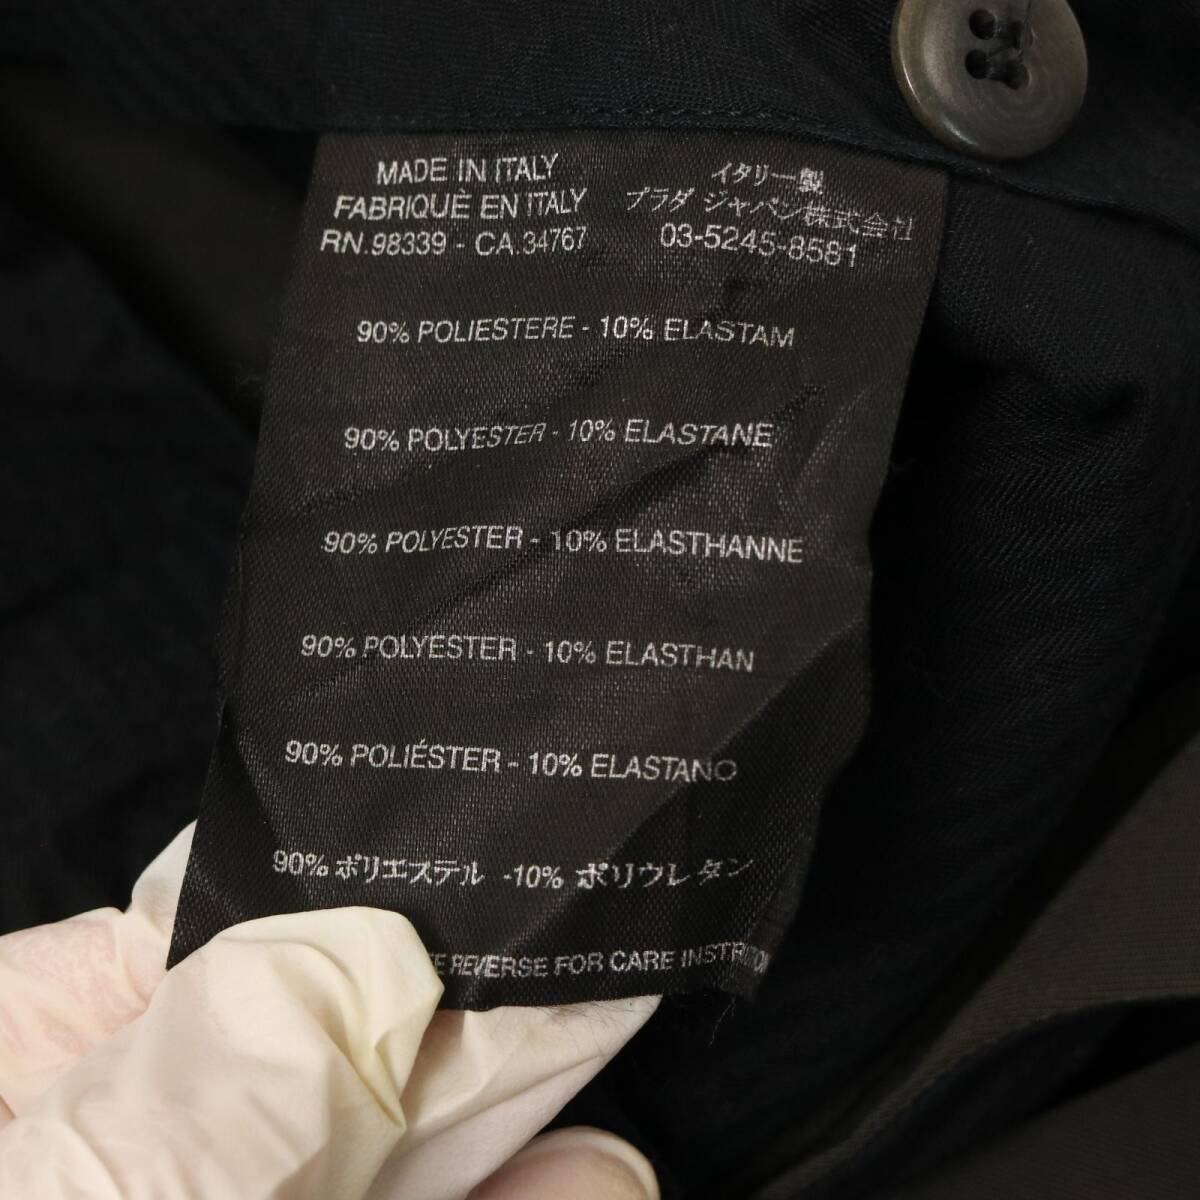 MADE IN ITALY
FABRIQUÈ EN ITALY
RN.98339 - CA.34767
イタリー製
プラダ ジャパン株式会社
03-5245-8581
90% POLIESTERE - 10% ELASTAM
90% POLYESTER - 10% ELASTANE
90% POLYESTER - 10% ELASTHANNE
90% POLYESTER - 10% ELASTHAN
90% POLIÉSTER - 10% ELASTANO
90% ポリエステル -10% ポリウレタン
REVERSE FOR CARE